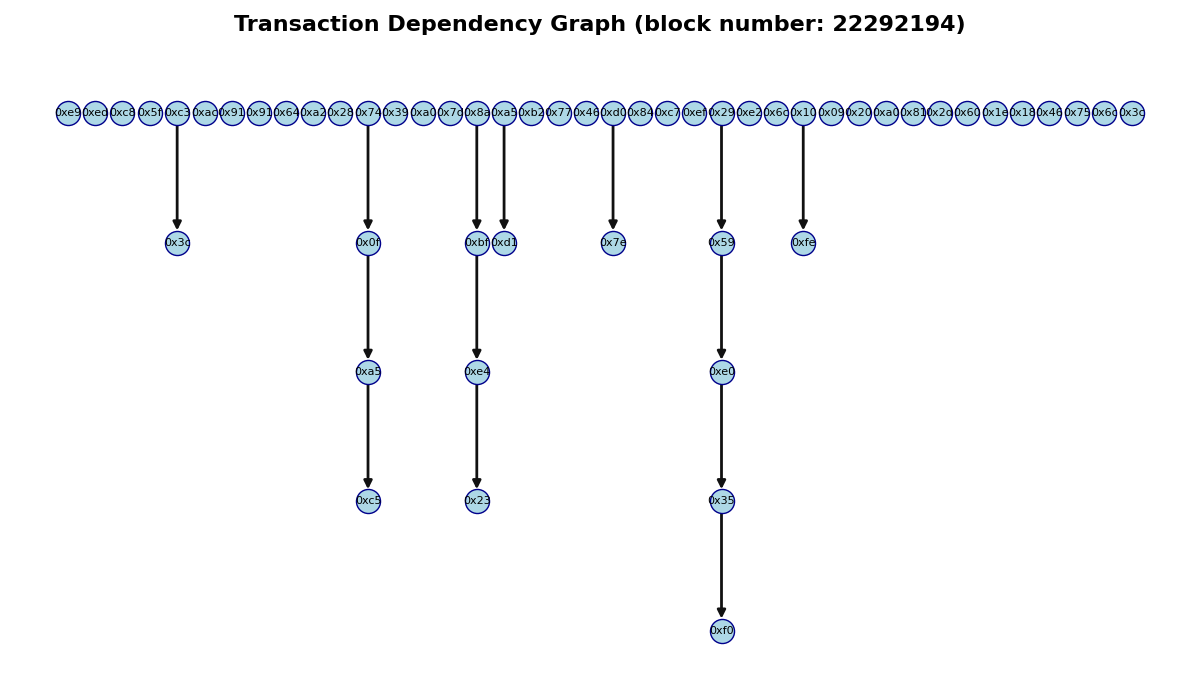 Transaction Dependency Graph (block number: 22292194)
0xe9 0xed 0xc8 0x5f 0xc3 0xac 0x91 0x91 0x64 0xa2 0x28 0x74 0x39 0xa0 0x7d 0x8a 0xa5 0xb2 0x77 0x46 0xd0 0x84 0xc7 0xef 0x29 0xe2 0x6c 0x10 0x09 0x20 0xa0 0x81 0x2d 0x60 0x1e 0x18 0x46 0x75 0x6c 0x3c
0x3c 0x0f 0xbf 0xd1 0x7e 0x59 0xfe
0xa5 0xe4 0xe0
0xc5 0x23 0x35
0xf0